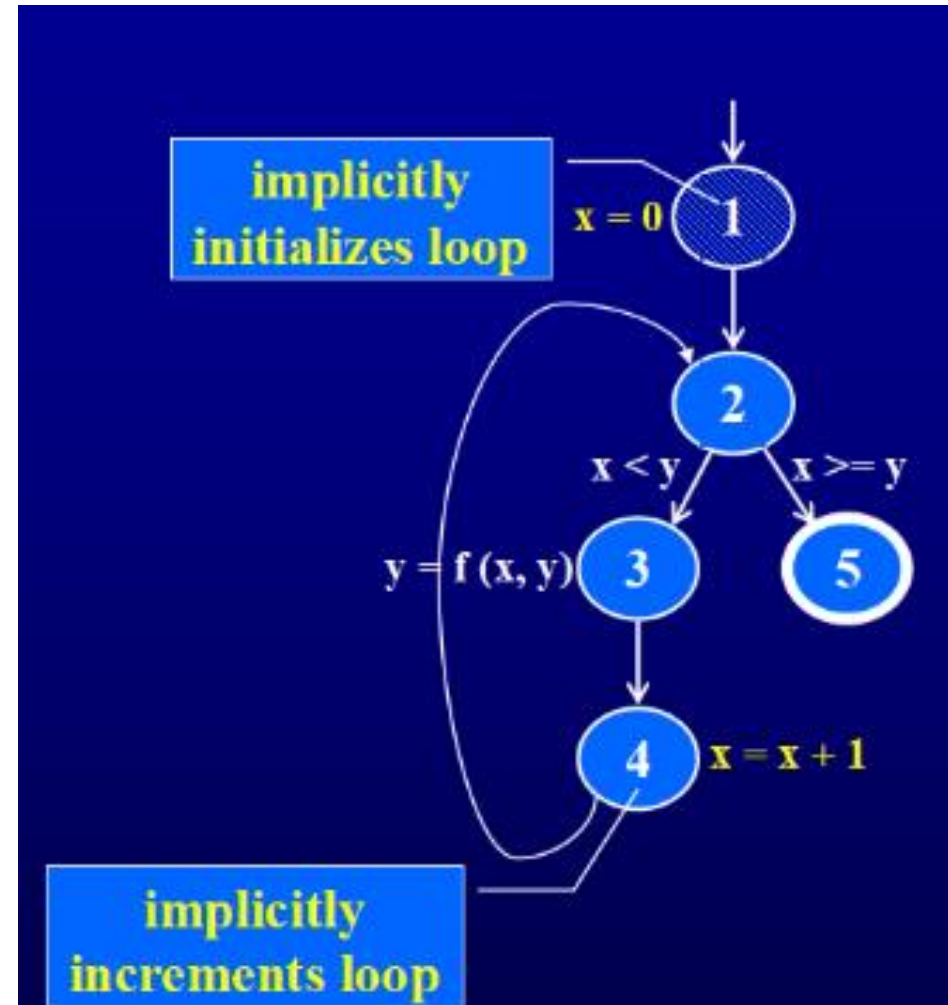 implicitly
initializes loop
x = 0
1
2
x < y
x >= y
y = f (x, y)
3
5
4
x = x + 1
implicitly
increments loop